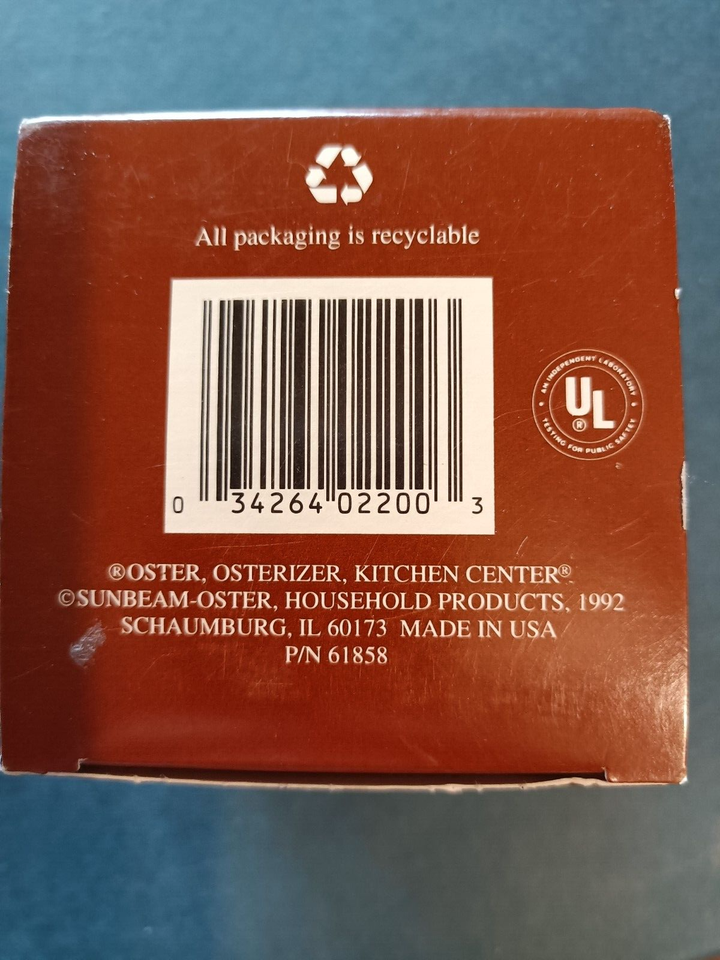 All packaging is recyclable
0 34264 02200 3
AN INDEPENDENT LABORATORY
UL
®
TESTING FOR PUBLIC SAFETY
®OSTER, OSTERIZER, KITCHEN CENTER®.
©SUNBEAM-OSTER, HOUSEHOLD PRODUCTS, 1992
SCHAUMBURG, IL 60173 MADE IN USA
P/N 61858